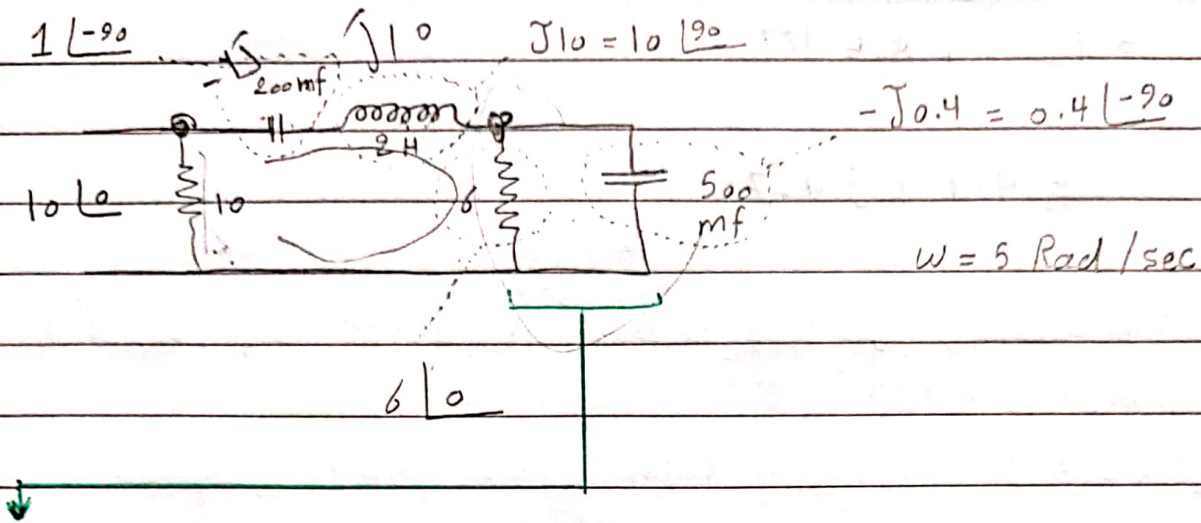 1∠-90
J10 = 10∠90
200mf
-J0.4 = 0.4∠-90
2H
10∠0
10
6
500
mf
W = 5 Rad/sec
6∠0